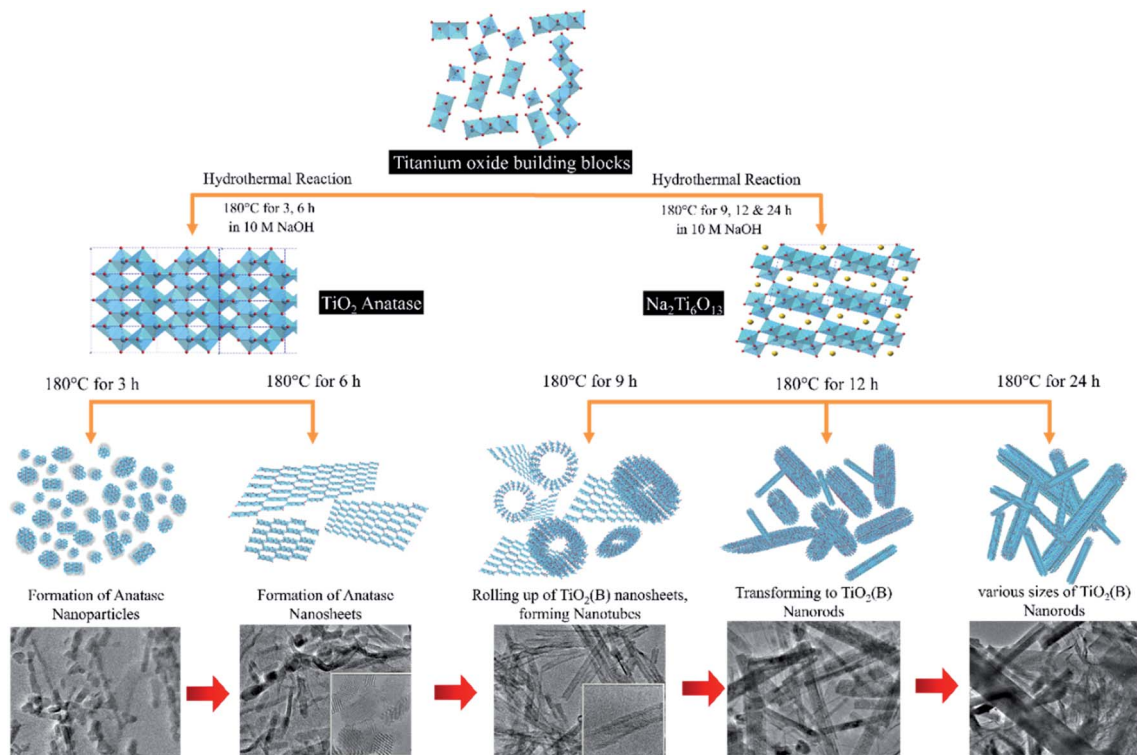 Titanium oxide building blocks
Hydrothermal Reaction
180°C for 3, 6 h
in 10 M NaOH
Hydrothermal Reaction
180°C for 9, 12 & 24 h
in 10 M NaOH
TiO₂ Anatase
Na₂Ti₆O₁₃
180°C for 3 h
180°C for 6 h
180°C for 9 h
180°C for 12 h
180°C for 24 h
Formation of Anatase
Nanoparticles
Formation of Anatase
Nanosheets
Rolling up of TiO₂(B) nanosheets,
forming Nanotubes
Transforming to TiO₂(B)
Nanorods
various sizes of TiO₂(B)
Nanorods